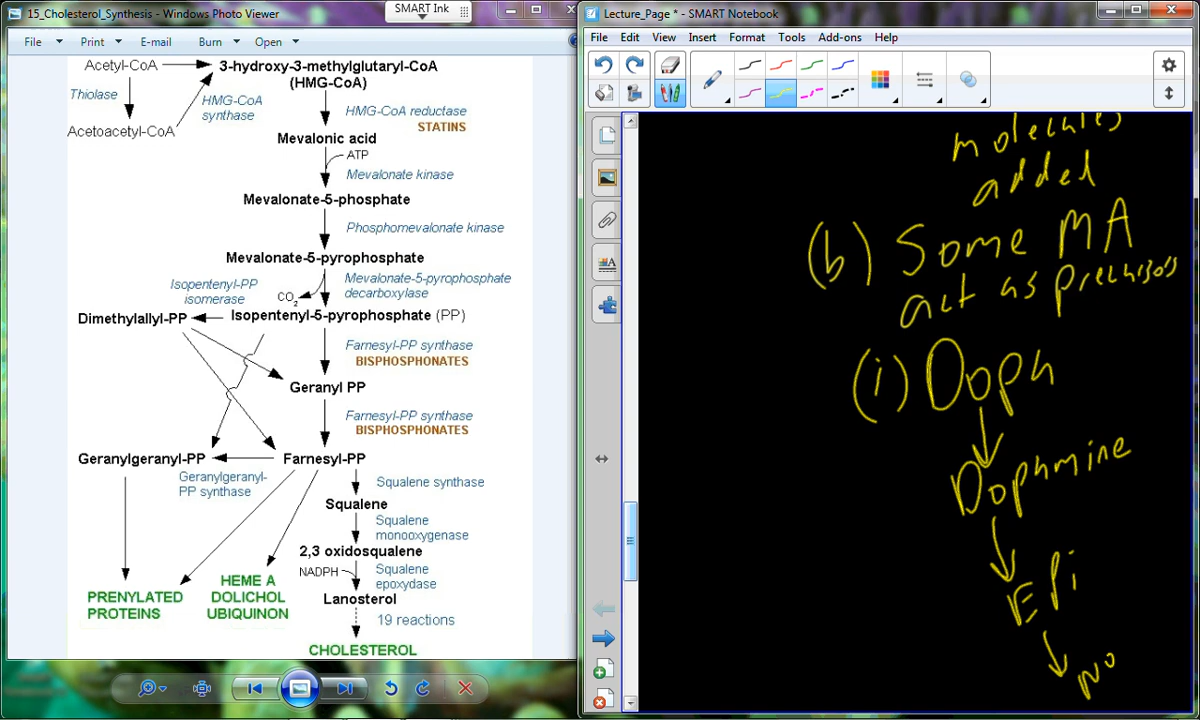 15_Cholesterol_Synthesis - Windows Photo Viewer
SMART Ink
File Print E-mail Burn Open
Acetyl-CoA
3-hydroxy-3-methylglutaryl-CoA
(HMG-CoA)
Thiolase
HMG-CoA
synthase
Acetoacetyl-CoA
HMG-CoA reductase
STATINS
Mevalonic acid
ATP
Mevalonate kinase
Mevalonate-5-phosphate
Phosphomevalonate kinase
Mevalonate-5-pyrophosphate
Isopentenyl-PP
isomerase
CO2
Mevalonate-5-pyrophosphate
decarboxylase
Dimethylallyl-PP
Isopentenyl-5-pyrophosphate (PP)
Farnesyl-PP synthase
BISPHOSPHONATES
Geranyl PP
Farnesyl-PP synthase
BISPHOSPHONATES
Geranylgeranyl-PP
Farnesyl-PP
Geranylgeranyl-
PP synthase
Squalene synthase
Squalene
Squalene
monooxygenase
2,3 oxidosqualene
NADPH
Squalene
epoxydase
Lanosterol
19 reactions
CHOLESTEROL
PRENYLATED
PROTEINS
HEME A
DOLICHOL
UBIQUINON
Lecture_Page * - SMART Notebook
File Edit View Insert Format Tools Add-ons Help
molecules
added
(b) Some MA
act as precursors
(i) Dopa
Dopamine
Epi